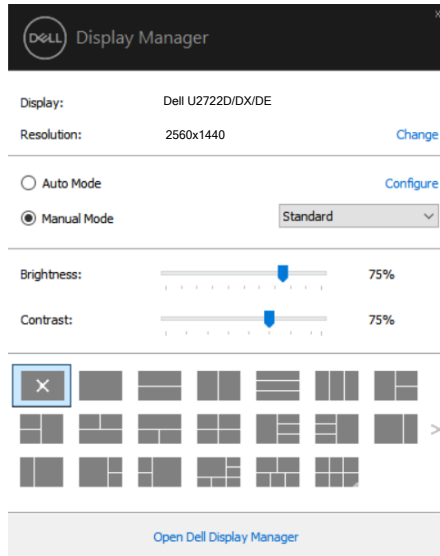 DELL Display Manager
Display: Dell U2722D/DX/DE
Resolution: 2560x1440 Change
Auto Mode Configure
Manual Mode Standard
Brightness: 75%
Contrast: 75%
Open Dell Display Manager